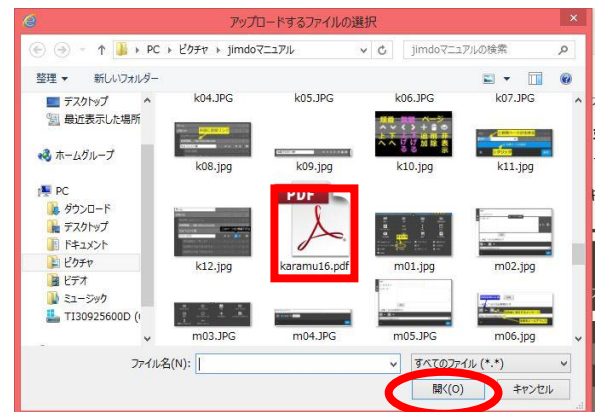 アップロードするファイルの選択
PC ▸ ピクチャ ▸ jimdoマニュアル
jimdoマニュアルの検索
整理 ▼ 新しいフォルダー
デスクトップ
最近表示した場所
ホームグループ
PC
ダウンロード
デスクトップ
ドキュメント
ピクチャ
ビデオ
ミュージック
TI30925600D (
k04.JPG k05.JPG k06.JPG k07.JPG
k08.jpg k09.jpg k10.jpg k11.jpg
PDF
k12.jpg karamu16.pdf m01.jpg m02.jpg
m03.JPG m04.JPG m05.JPG m06.jpg
ファイル名(N):
すべてのファイル (*.*)
開く(O) キャンセル